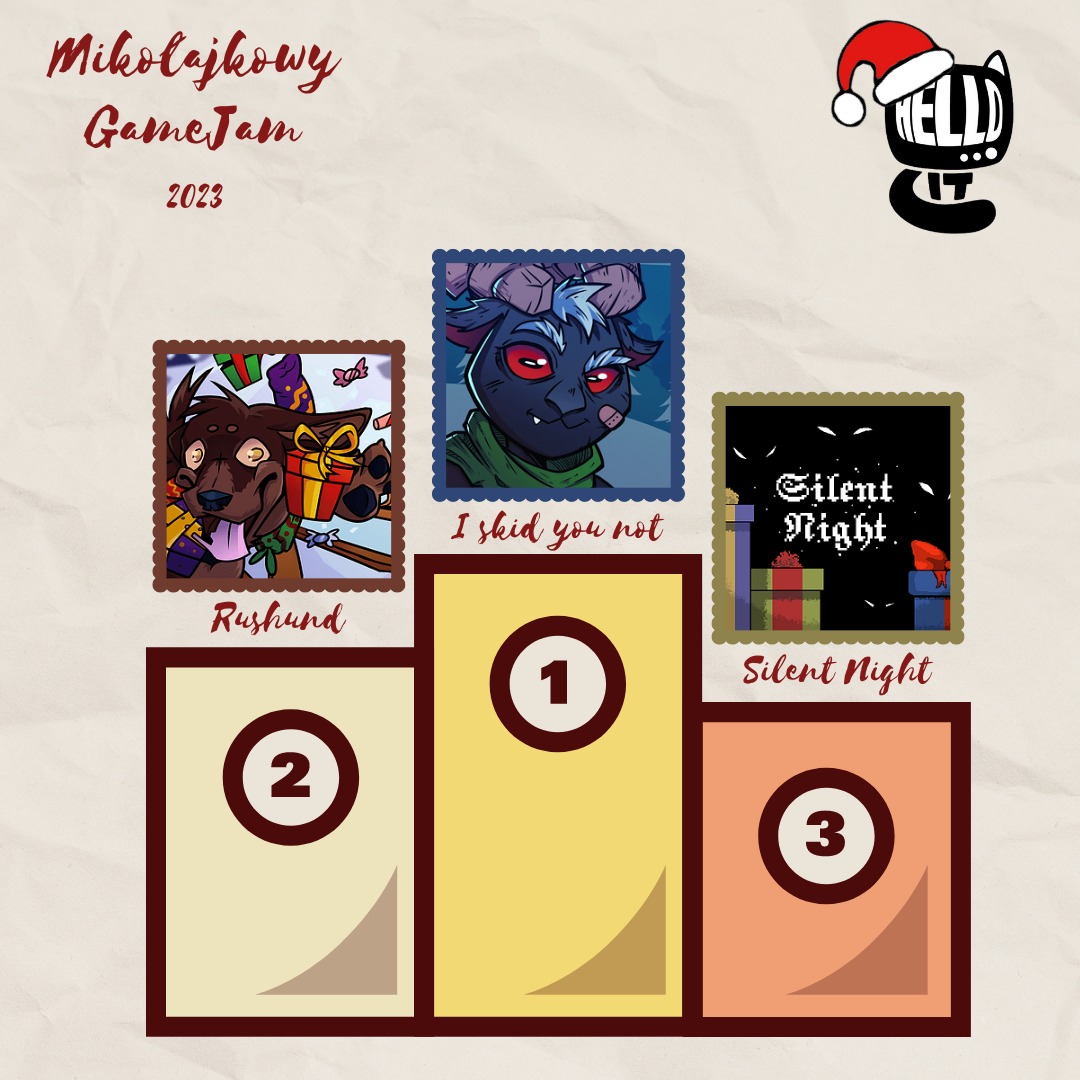 Mikołajkowy
GameJam
2023
HELLO
IT
I skid you not
Rushund
Silent
Night
Silent Night
1
2
3